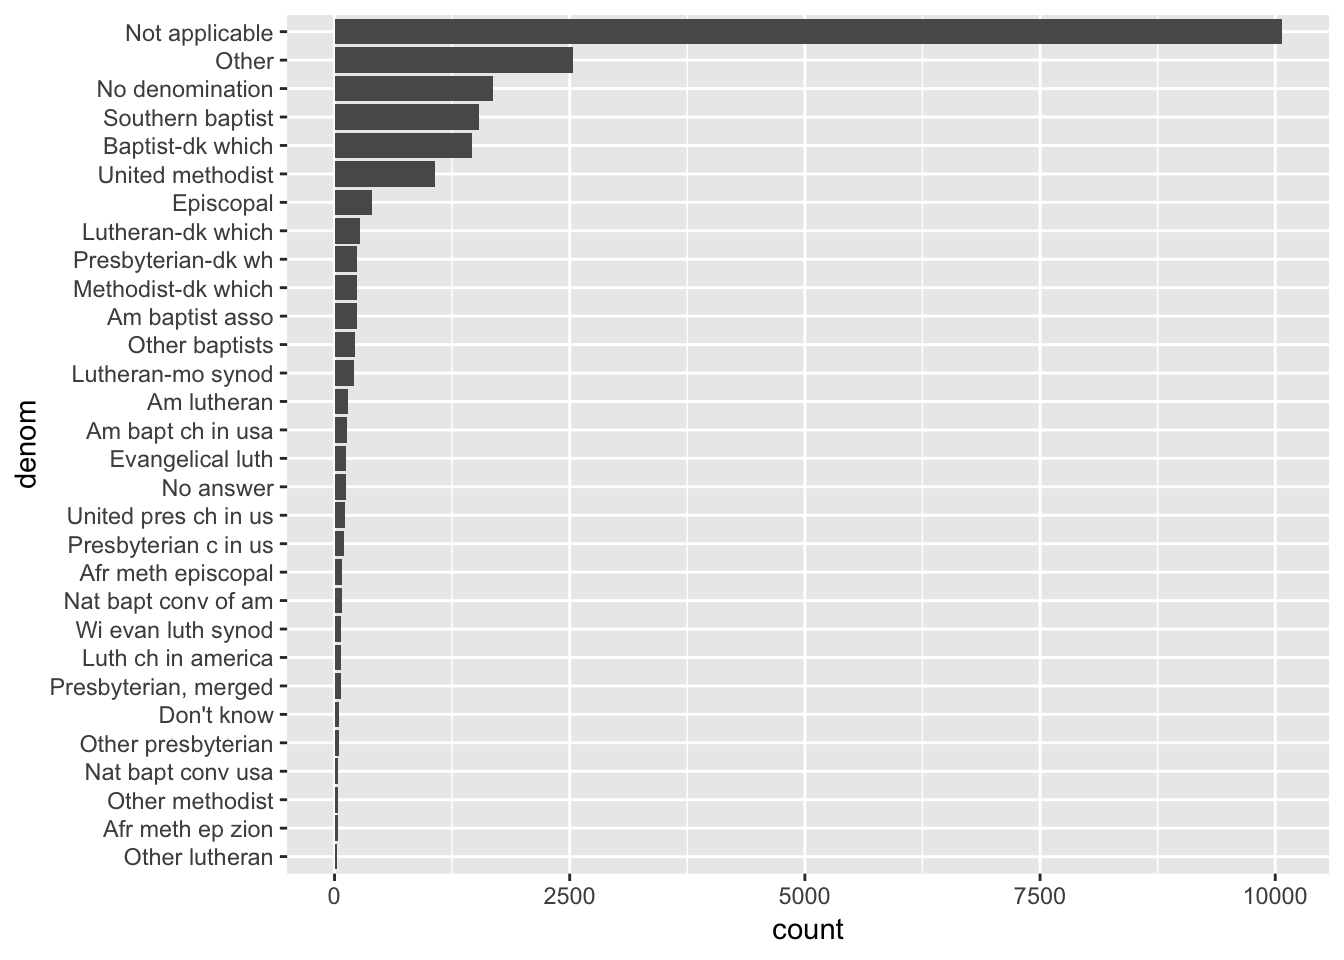 Not applicable
Other
No denomination
Southern baptist
Baptist-dk which
United methodist
Episcopal
Lutheran-dk which
Presbyterian-dk wh
Methodist-dk which
Am baptist asso
Other baptists
Lutheran-mo synod
Am lutheran
Am bapt ch in usa
Evangelical luth
No answer
United pres ch in us
Presbyterian c in us
Afr meth episcopal
Nat bapt conv of am
Wi evan luth synod
Luth ch in america
Presbyterian, merged
Don't know
Other presbyterian
Nat bapt conv usa
Other methodist
Afr meth ep zion
Other lutheran
denom
0 2500 5000 7500 10000
count